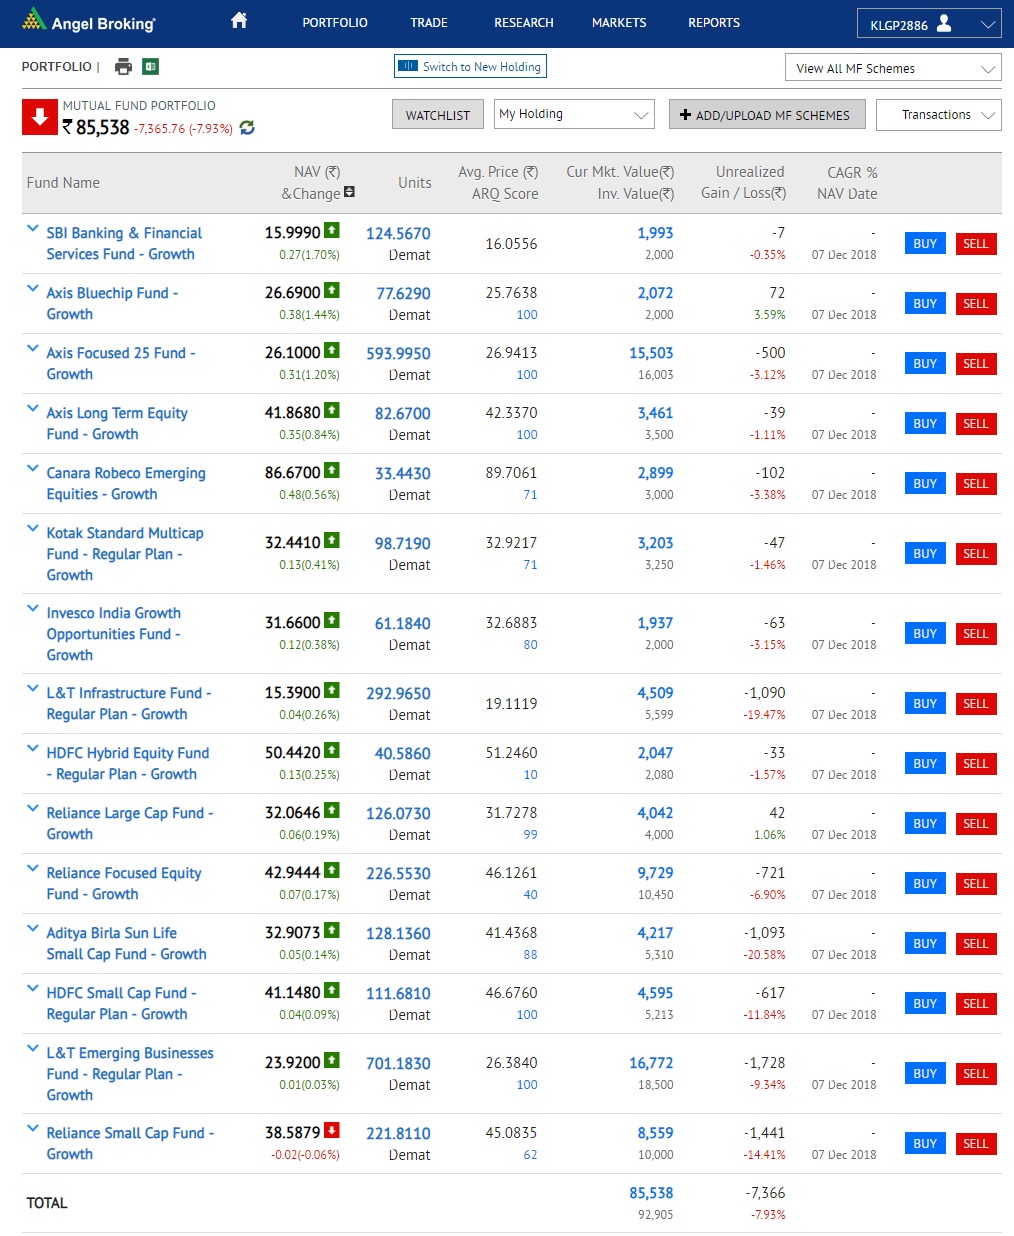 Angel Broking
PORTFOLIO TRADE RESEARCH MARKETS REPORTS KLGP2886
PORTFOLIO | Switch to New Holding View All MF Schemes
MUTUAL FUND PORTFOLIO
₹ 85,538 -7,365.76 (-7.93%) WATCHLIST My Holding ADD/UPLOAD MF SCHEMES Transactions
Fund Name NAV (₹) &Change Units Avg. Price (₹) ARQ Score Cur Mkt. Value(₹) Inv. Value(₹) Unrealized Gain / Loss(₹) CAGR % NAV Date
SBI Banking & Financial 15.9990 124.5670 16.0556 1,993 -7 - BUY SELL
Services Fund - Growth 0.27(1.70%) Demat 2,000 -0.35% 07 Dec 2018
Axis Bluechip Fund - 26.6900 77.6290 25.7638 2,072 72 - BUY SELL
Growth 0.38(1.44%) Demat 100 2,000 3.59% 07 Dec 2018
Axis Focused 25 Fund - 26.1000 593.9950 26.9413 15,503 -500 - BUY SELL
Growth 0.31(1.20%) Demat 100 16,003 -3.12% 07 Dec 2018
Axis Long Term Equity 41.8680 82.6700 42.3370 3,461 -39 - BUY SELL
Fund - Growth 0.35(0.84%) Demat 100 3,500 -1.11% 07 Dec 2018
Canara Robeco Emerging 86.6700 33.4430 89.7061 2,899 -102 - BUY SELL
Equities - Growth 0.48(0.56%) Demat 71 3,000 -3.38% 07 Dec 2018
Kotak Standard Multicap
Fund - Regular Plan - 32.4410 98.7190 32.9217 3,203 -47 - BUY SELL
Growth 0.13(0.41%) Demat 71 3,250 -1.46% 07 Dec 2018
Invesco India Growth
Opportunities Fund - 31.6600 61.1840 32.6883 1,937 -63 - BUY SELL
Growth 0.12(0.38%) Demat 80 2,000 -3.15% 07 Dec 2018
L&T Infrastructure Fund - 15.3900 292.9650 19.1119 4,509 -1,090 - BUY SELL
Regular Plan - Growth 0.04(0.26%) Demat 5,599 -19.47% 07 Dec 2018
HDFC Hybrid Equity Fund 50.4420 40.5860 51.2460 2,047 -33 - BUY SELL
- Regular Plan - Growth 0.13(0.25%) Demat 10 2,080 -1.57% 07 Dec 2018
Reliance Large Cap Fund - 32.0646 126.0730 31.7278 4,042 42 - BUY SELL
Growth 0.06(0.19%) Demat 99 4,000 1.06% 07 Dec 2018
Reliance Focused Equity 42.9444 226.5530 46.1261 9,729 -721 - BUY SELL
Fund - Growth 0.07(0.17%) Demat 40 10,450 -6.90% 07 Dec 2018
Aditya Birla Sun Life 32.9073 128.1360 41.4368 4,217 -1,093 - BUY SELL
Small Cap Fund - Growth 0.05(0.14%) Demat 88 5,310 -20.58% 07 Dec 2018
HDFC Small Cap Fund - 41.1480 111.6810 46.6760 4,595 -617 - BUY SELL
Regular Plan - Growth 0.04(0.09%) Demat 100 5,213 -11.84% 07 Dec 2018
L&T Emerging Businesses
Fund - Regular Plan - 23.9200 701.1830 26.3840 16,772 -1,728 - BUY SELL
Growth 0.01(0.03%) Demat 100 18,500 -9.34% 07 Dec 2018
Reliance Small Cap Fund - 38.5879 221.8110 45.0835 8,559 -1,441 - BUY SELL
Growth -0.02(-0.06%) Demat 62 10,000 -14.41% 07 Dec 2018
TOTAL 85,538 -7,366
92,905 -7.93%